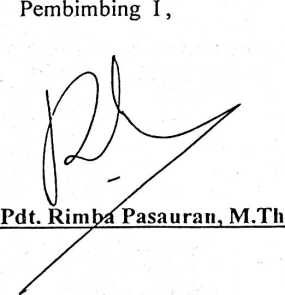 Pembimbing I,
Pdt. Rimba Pasauran, M.Th